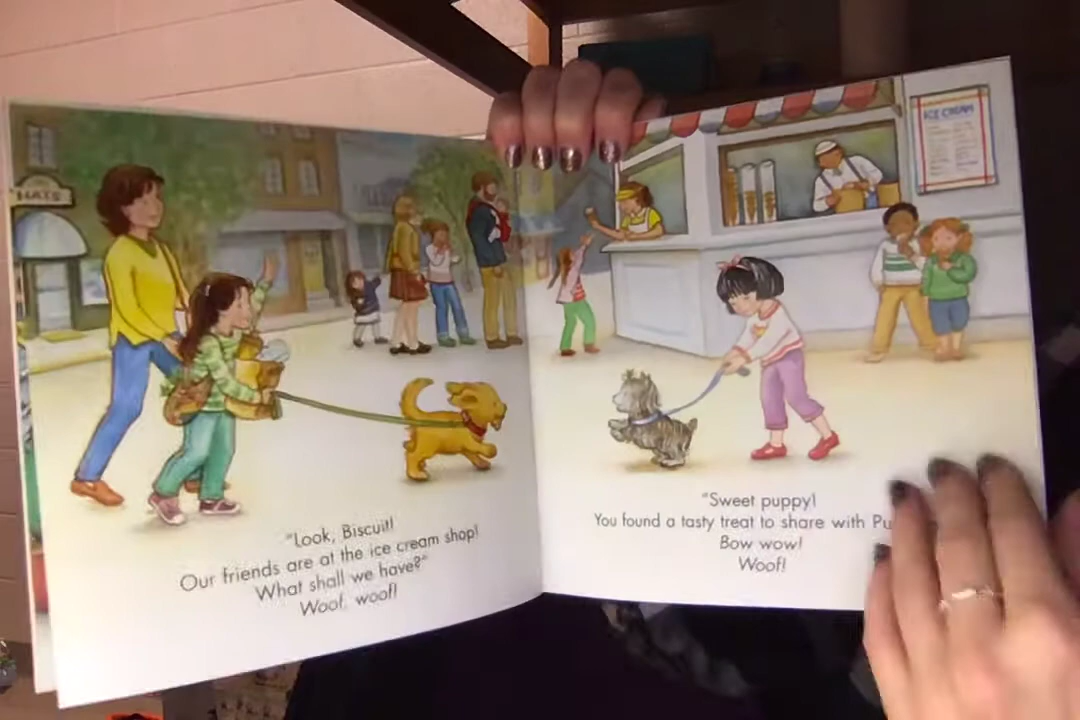 HATS
ICE CREAM
"Look, Biscuit!
Our friends are at the ice cream shop!
What shall we have?"
Woof, woof!
"Sweet puppy!
You found a tasty treat to share with Pu
Bow wow!
Woof!